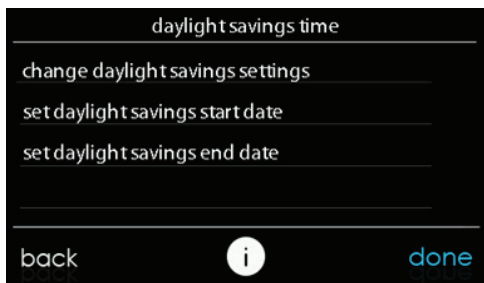 daylight savings time
change daylight savings settings
set daylight savings start date
set daylight savings end date
back i done